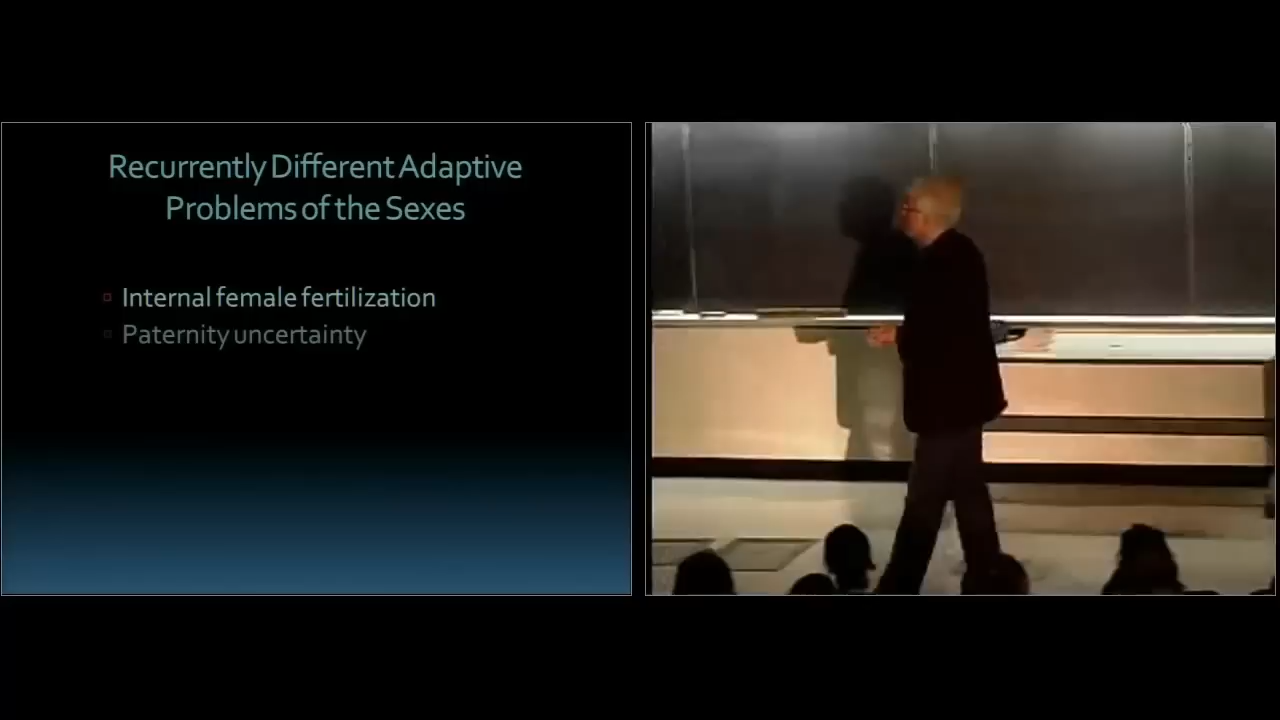 Recurrently Different Adaptive
Problems of the Sexes
Internal female fertilization
Paternity uncertainty